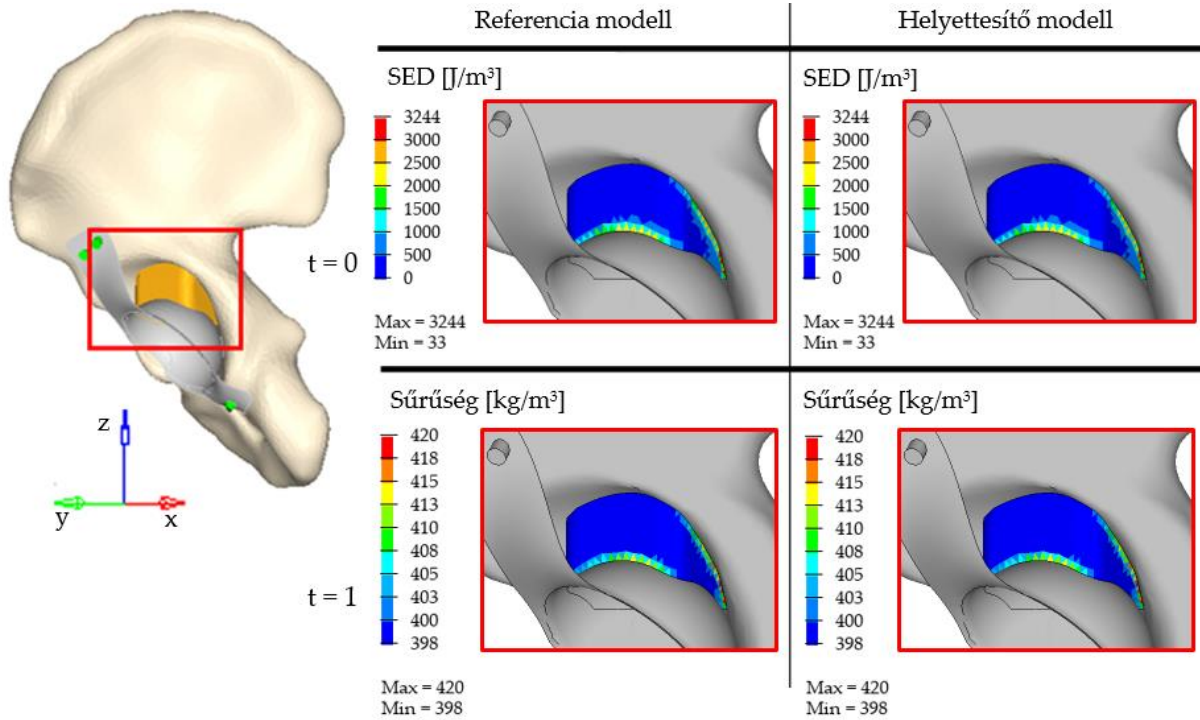 Referencia modell
Helyettesítő modell
SED [J/m³]
3244
3000
2500
2000
1500
1000
500
0
Max = 3244
Min = 33
SED [J/m³]
3244
3000
2500
2000
1500
1000
500
0
Max = 3244
Min = 33
t = 0
Sűrűség [kg/m³]
420
418
415
413
410
408
405
403
400
398
Max = 420
Min = 398
Sűrűség [kg/m³]
420
418
415
413
410
408
405
403
400
398
Max = 420
Min = 398
t = 1
z
y
x